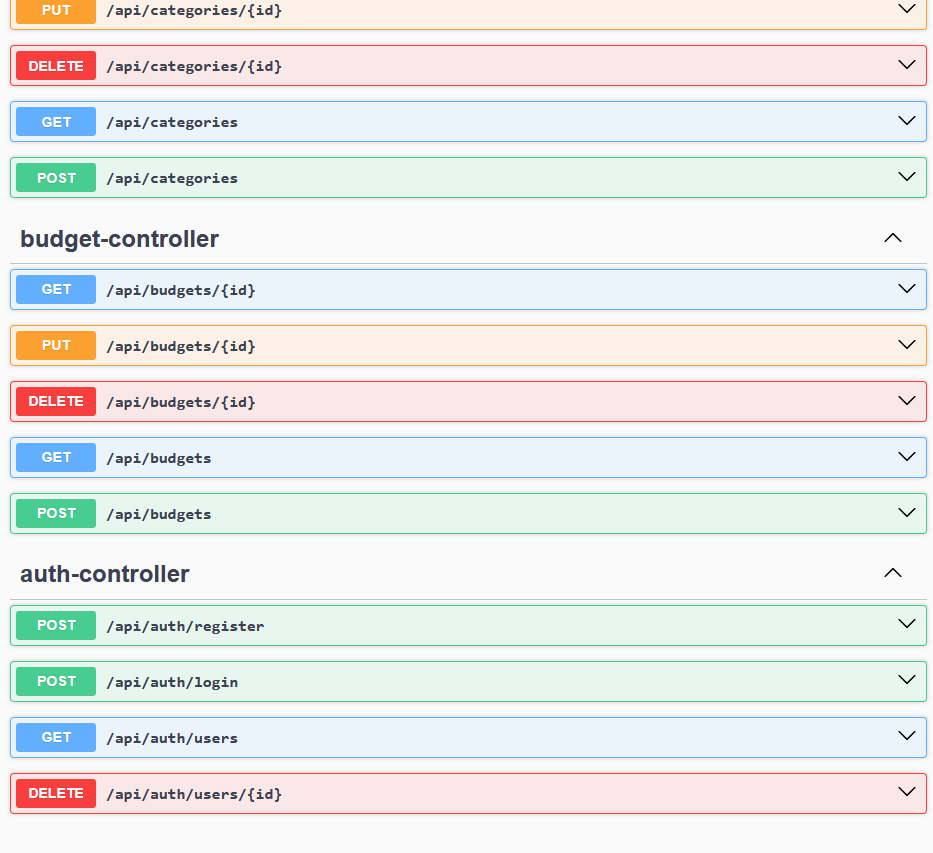 PUT /api/categories/{id}
DELETE /api/categories/{id}
GET /api/categories
POST /api/categories
budget-controller
GET /api/budgets/{id}
PUT /api/budgets/{id}
DELETE /api/budgets/{id}
GET /api/budgets
POST /api/budgets
auth-controller
POST /api/auth/register
POST /api/auth/login
GET /api/auth/users
DELETE /api/auth/users/{id}